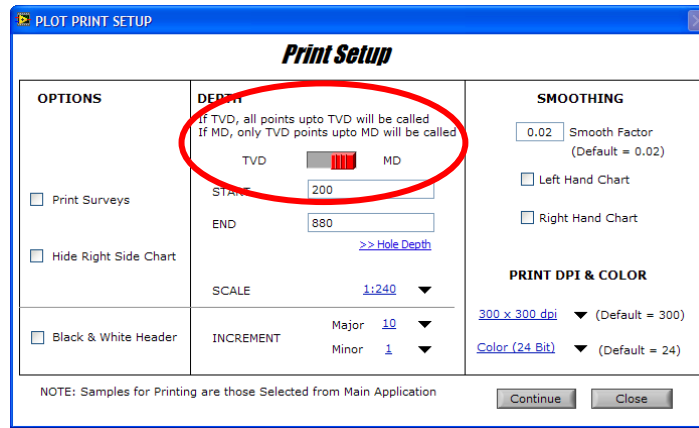 PLOT PRINT SETUP
Print Setup
OPTIONS
Print Surveys
Hide Right Side Chart
Black & White Header
DEPTH
If TVD, all points upto TVD will be called
If MD, only TVD points upto MD will be called
TVD MD
START 200
END 880
>> Hole Depth
SCALE 1:240
INCREMENT Major 10
Minor 1
SMOOTHING
0.02 Smooth Factor
(Default = 0.02)
Left Hand Chart
Right Hand Chart
PRINT DPI & COLOR
300 x 300 dpi (Default = 300)
Color (24 Bit) (Default = 24)
NOTE: Samples for Printing are those Selected from Main Application
Continue Close